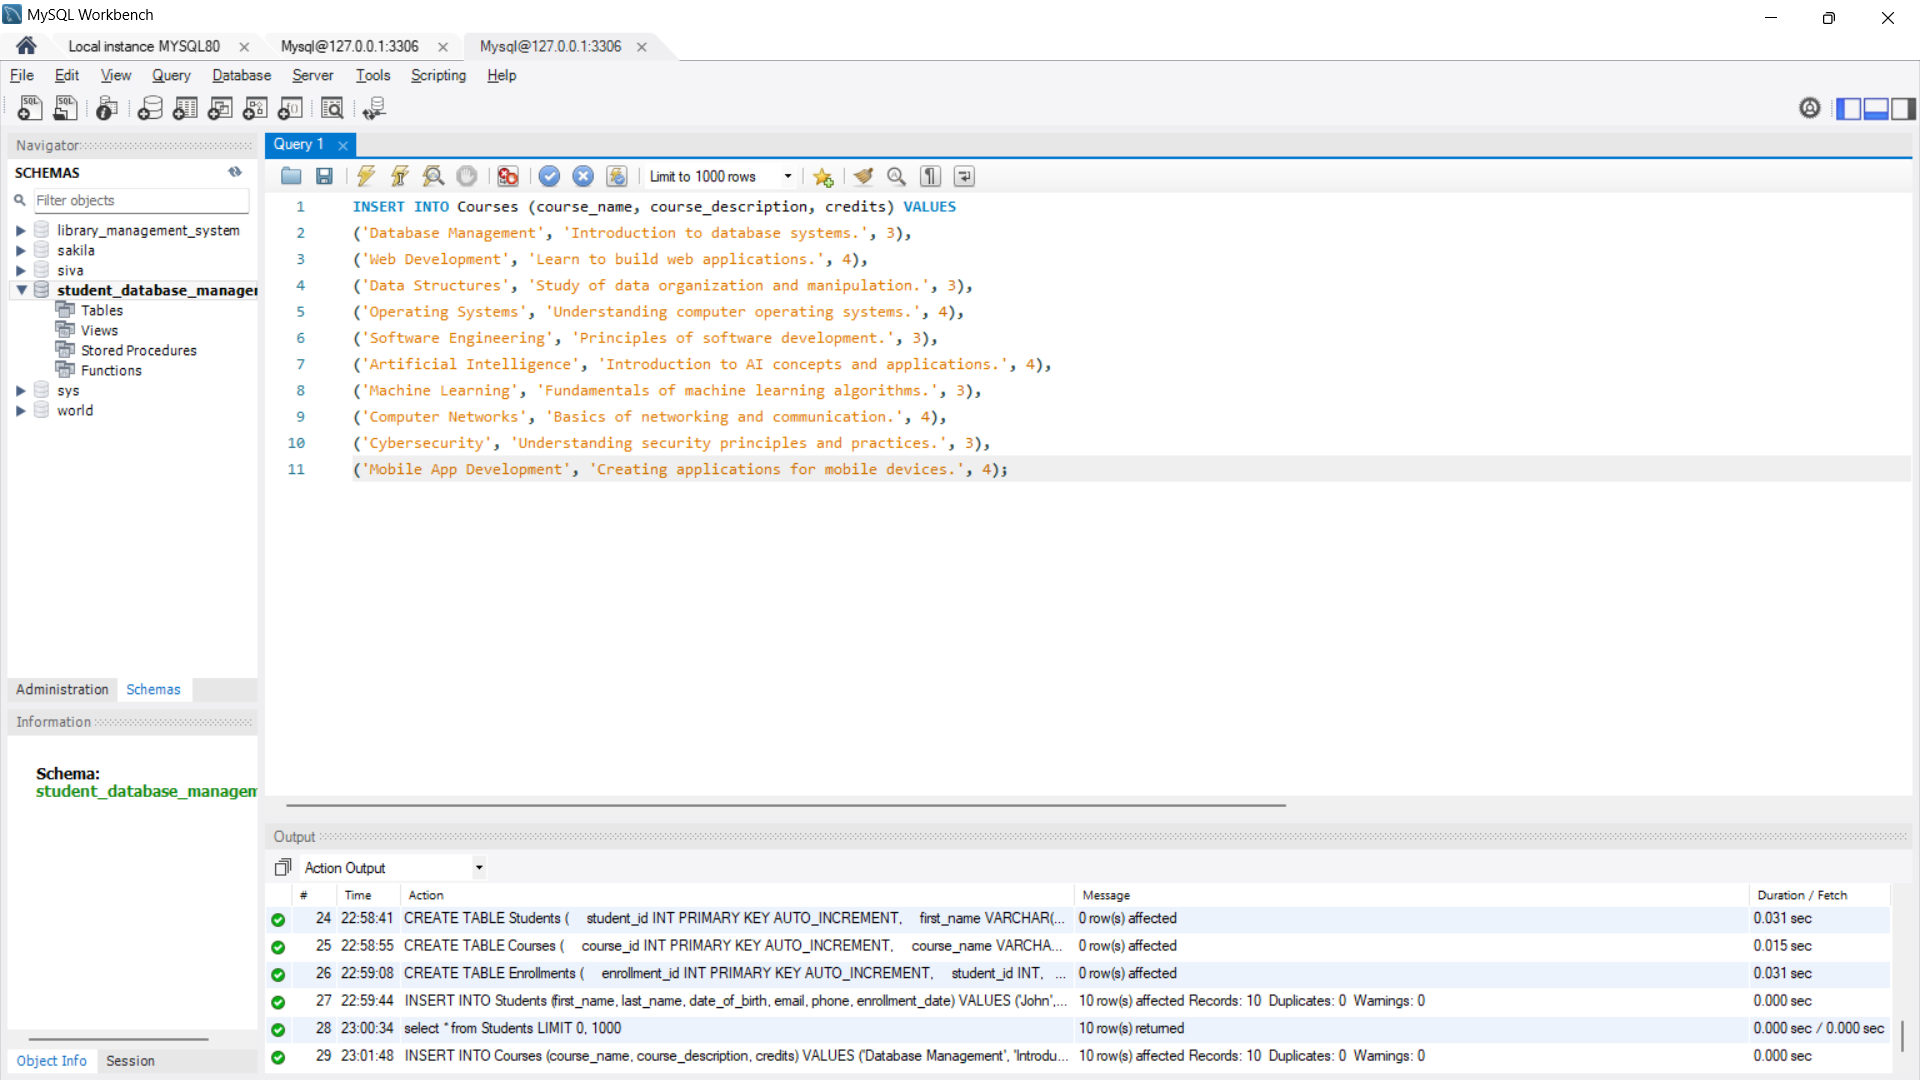 MySQL Workbench
Local instance MYSQL80
Mysql@127.0.0.1:3306
Mysql@127.0.0.1:3306
File Edit View Query Database Server Tools Scripting Help
Navigator
SCHEMAS
Filter objects
library_management_system
sakila
siva
student_database_manager
Tables
Views
Stored Procedures
Functions
sys
world
Administration Schemas
Information
Schema:
student_database_managem
Object Info Session
Query 1
Limit to 1000 rows
1 INSERT INTO Courses (course_name, course_description, credits) VALUES
2 ('Database Management', 'Introduction to database systems.', 3),
3 ('Web Development', 'Learn to build web applications.', 4),
4 ('Data Structures', 'Study of data organization and manipulation.', 3),
5 ('Operating Systems', 'Understanding computer operating systems.', 4),
6 ('Software Engineering', 'Principles of software development.', 3),
7 ('Artificial Intelligence', 'Introduction to AI concepts and applications.', 4),
8 ('Machine Learning', 'Fundamentals of machine learning algorithms.', 3),
9 ('Computer Networks', 'Basics of networking and communication.', 4),
10 ('Cybersecurity', 'Understanding security principles and practices.', 3),
11 ('Mobile App Development', 'Creating applications for mobile devices.', 4);
Output
Action Output
# Time Action Message Duration / Fetch
24 22:58:41 CREATE TABLE Students ( student_id INT PRIMARY KEY AUTO_INCREMENT, first_name VARCHAR(... 0 row(s) affected 0.031 sec
25 22:58:55 CREATE TABLE Courses ( course_id INT PRIMARY KEY AUTO_INCREMENT, course_name VARCHA... 0 row(s) affected 0.015 sec
26 22:59:08 CREATE TABLE Enrollments ( enrollment_id INT PRIMARY KEY AUTO_INCREMENT, student_id INT, ... 0 row(s) affected 0.031 sec
27 22:59:44 INSERT INTO Students (first_name, last_name, date_of_birth, email, phone, enrollment_date) VALUES ('John',... 10 row(s) affected Records: 10 Duplicates: 0 Warnings: 0 0.000 sec
28 23:00:34 select * from Students LIMIT 0, 1000 10 row(s) returned 0.000 sec / 0.000 sec
29 23:01:48 INSERT INTO Courses (course_name, course_description, credits) VALUES ('Database Management', 'Introdu... 10 row(s) affected Records: 10 Duplicates: 0 Warnings: 0 0.000 sec